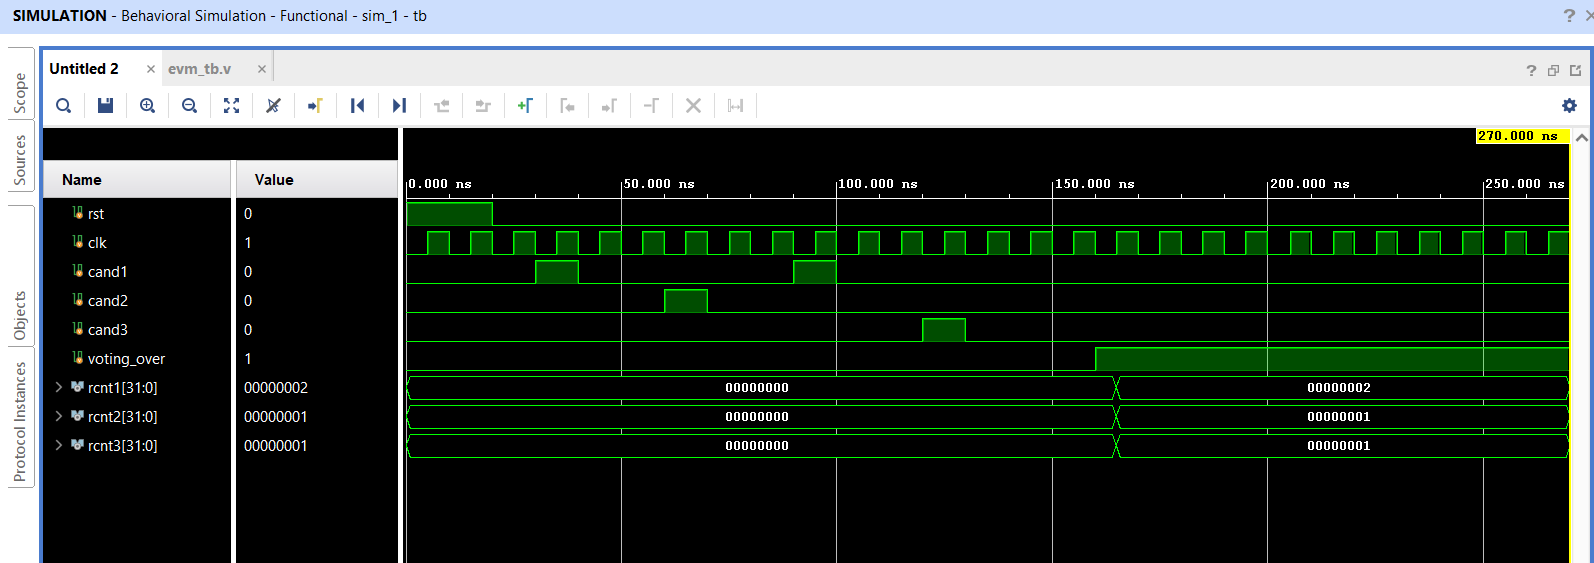 SIMULATION - Behavioral Simulation - Functional - sim_1 - tb
? ×
Scope
Sources
Objects
Protocol Instances
Untitled 2 × evm_tb.v ×
?
270.000 ns
Name Value
0.000 ns 50.000 ns 100.000 ns 150.000 ns 200.000 ns 250.000 ns
rst 0
clk 1
cand1 0
cand2 0
cand3 0
voting_over 1
rcnt1[31:0] 00000002 00000000 00000002
rcnt2[31:0] 00000001 00000000 00000001
rcnt3[31:0] 00000001 00000000 00000001